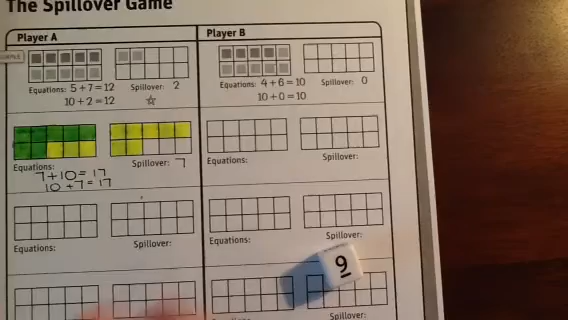 The Spillover Game
Player A
Player B
Equations: 5+7=12
Spillover: 2
10+2=12
Equations: 4+6=10
Spillover: 0
10+0=10
Equations:
Spillover: 7
7+10=17
10+7=17
Equations:
Spillover:
Equations:
Spillover:
Equations:
Spillover:
9
Spillover: